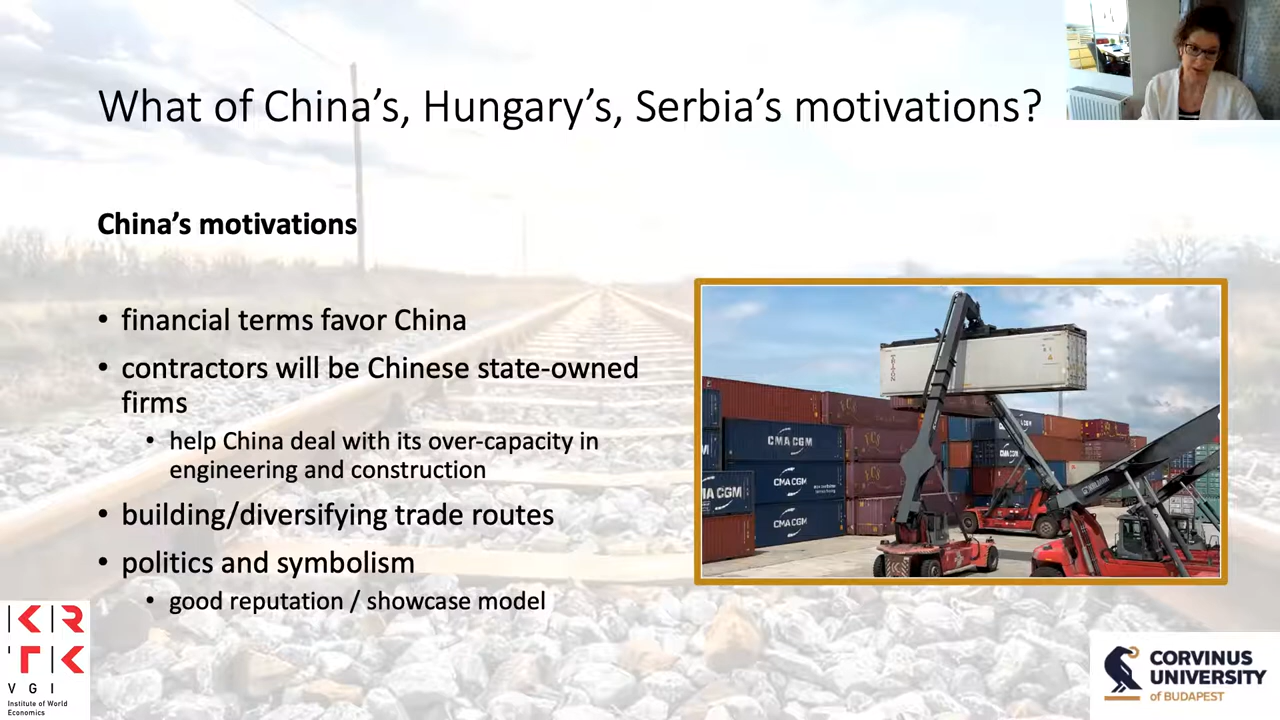 What of China's, Hungary's, Serbia's motivations?
China's motivations
• financial terms favor China
• contractors will be Chinese state-owned
firms
• help China deal with its over-capacity in
engineering and construction
• building/diversifying trade routes
• politics and symbolism
• good reputation / showcase model
CMA CGM
CMA CGM
CMA CGM
CMA CGM
KRTK
VGI
Institute of World
Economics
CORVINUS
UNIVERSITY
of BUDAPEST